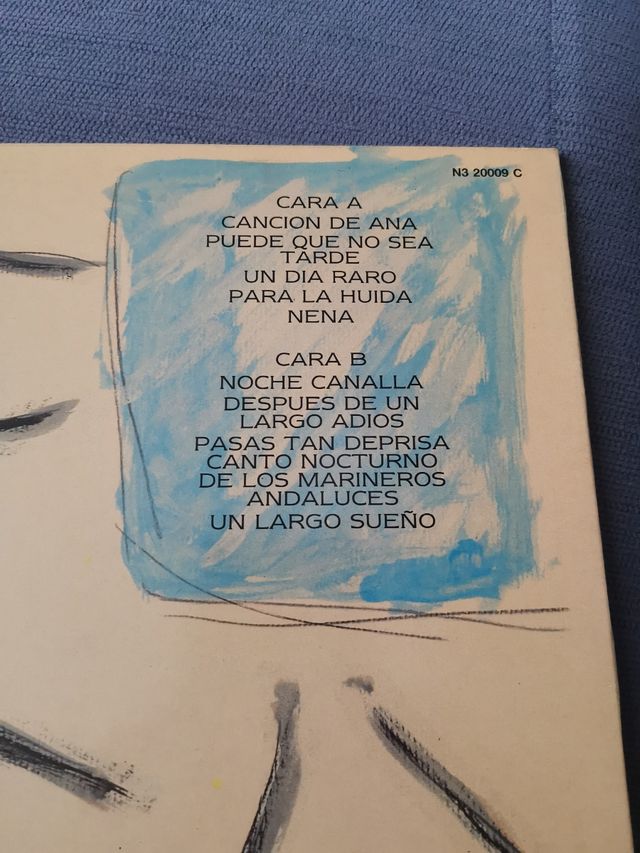 N3 20009 C
CARA A
CANCION DE ANA
PUEDE QUE NO SEA
TARDE
UN DIA RARO
PARA LA HUIDA
NENA
CARA B
NOCHE CANALLA
DESPUES DE UN
LARGO ADIOS
PASAS TAN DEPRISA
CANTO NOCTURNO
DE LOS MARINEROS
ANDALUCES
UN LARGO SUEÑO